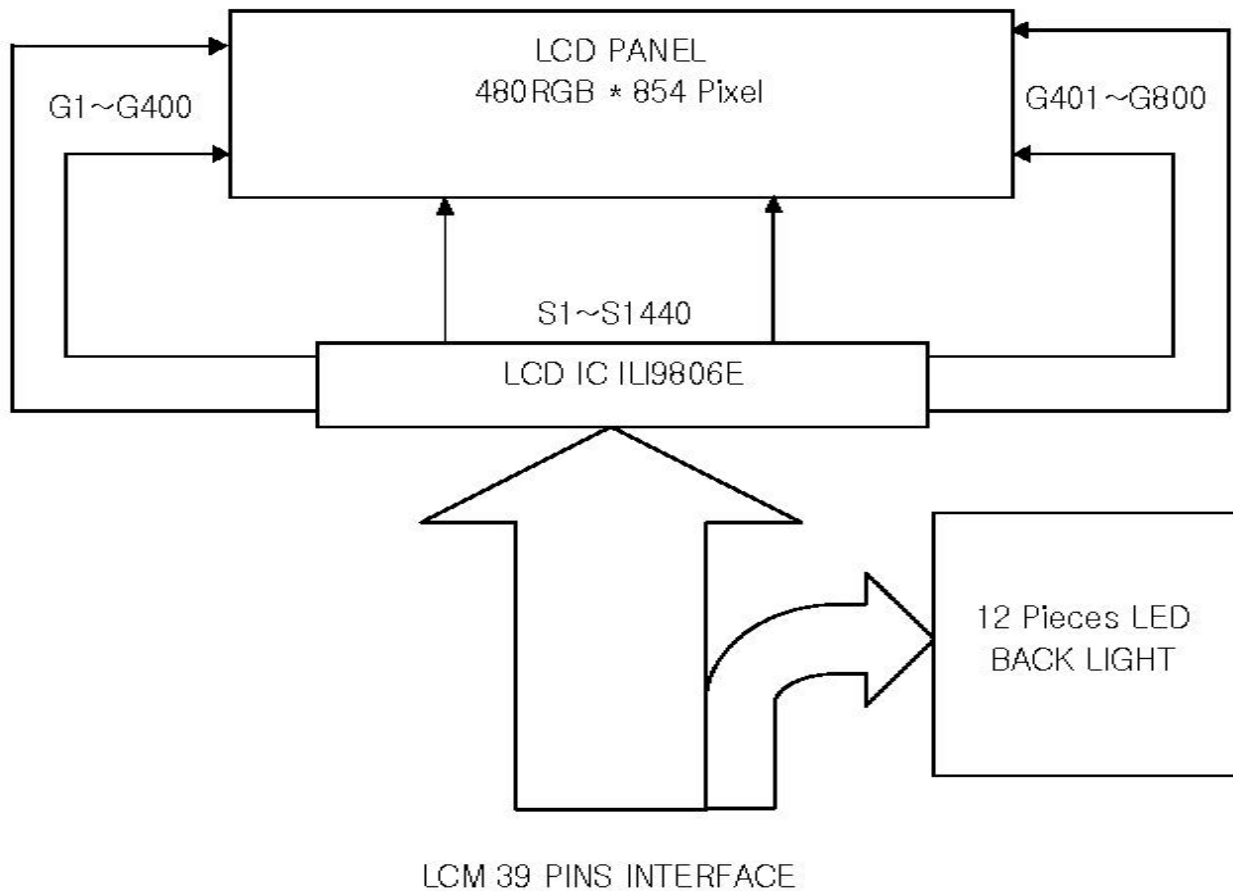 LCD PANEL
480RGB * 854 Pixel
G1~G400
G401~G800
S1~S1440
LCD IC ILI9806E
12 Pieces LED
BACK LIGHT
LCM 39 PINS INTERFACE